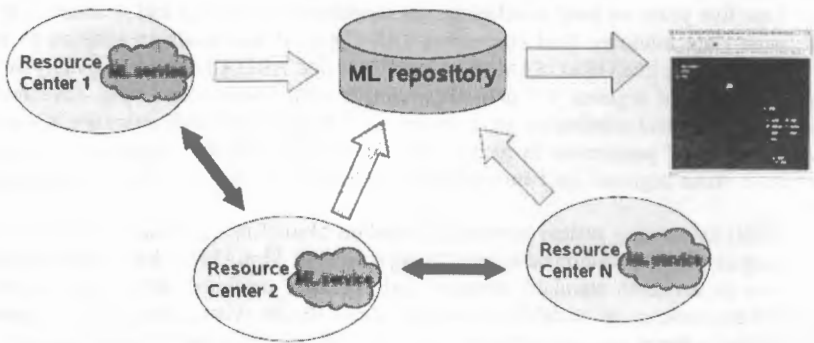 Resource
Center 1
ML service
ML repository
Resource
Center 2
ML service
Resource
Center N
ML service